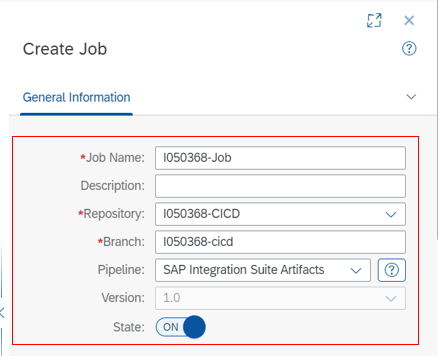 Create Job
General Information
*Job Name: I050368-Job
Description:
*Repository: I050368-CICD
*Branch: I050368-cicd
Pipeline: SAP Integration Suite Artifacts
Version: 1.0
State: ON